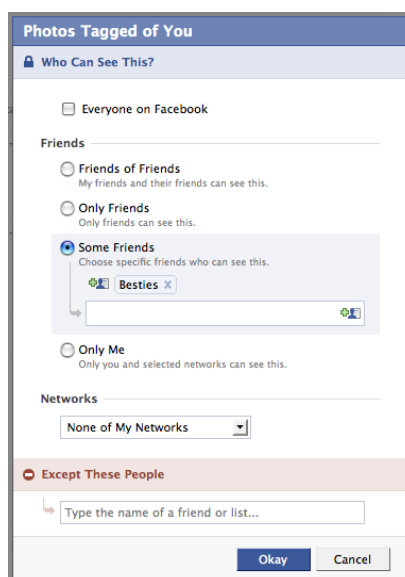 Photos Tagged of You
Who Can See This?
Everyone on Facebook
Friends
Friends of Friends
My friends and their friends can see this.
Only Friends
Only friends can see this.
Some Friends
Choose specific friends who can see this.
Besties x
Only Me
Only you and selected networks can see this.
Networks
None of My Networks
Except These People
Type the name of a friend or list...
Okay Cancel